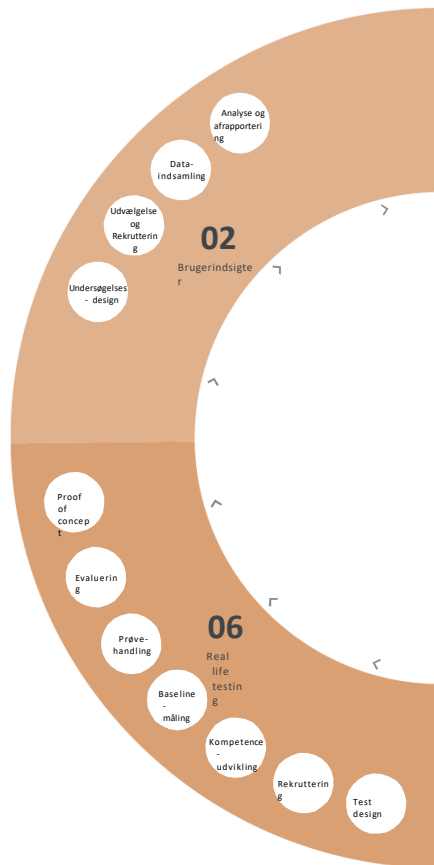 Analyse og
afrapporteri
ng
Data-
indsamling
Udvælgelse
og
Rekrutterin
g
02
Brugerindsigte
r
Undersøgelses
- design
Proof
of
concep
t
Evaluerin
g
06
Real
life
testin
g
Prøve-
handling
Baseline
-
måling
Kompetence
-
udvikling
Rekrutterin
g
Test
design